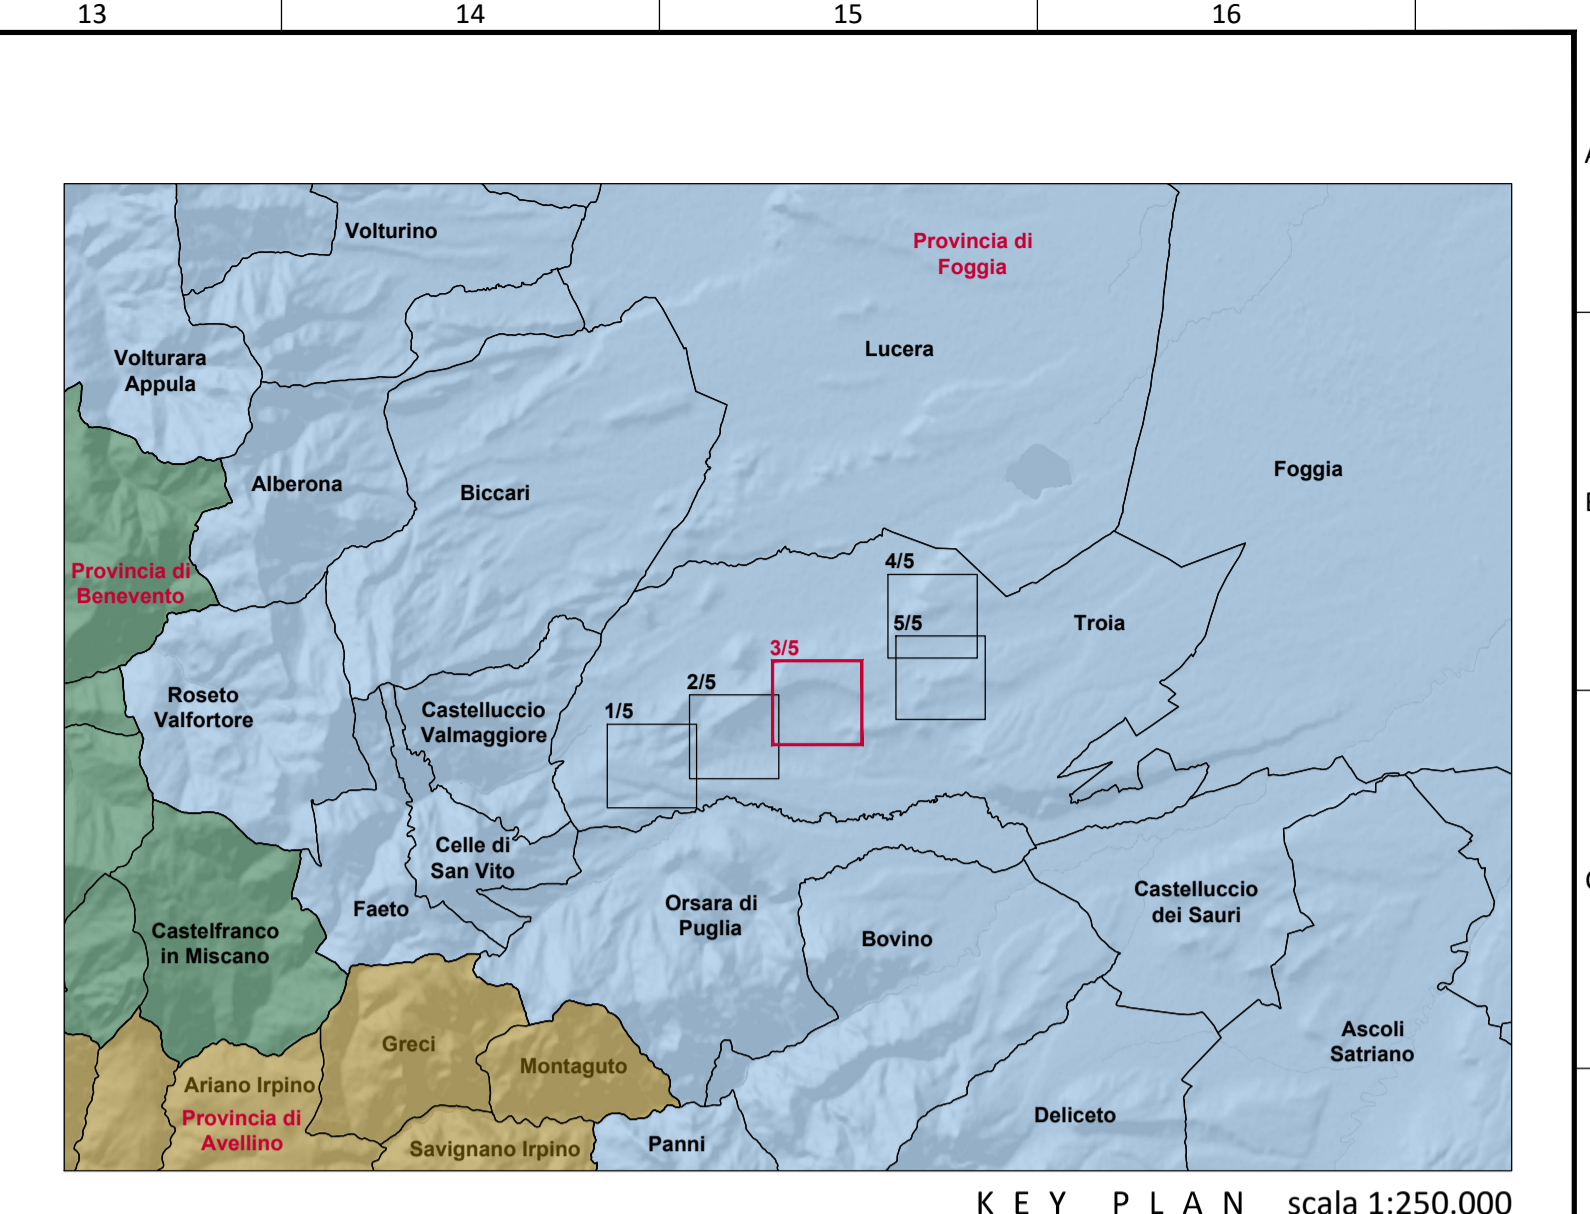 13 14 15 16
A
Volturino
Provincia di
Foggia
Lucera
Volturara
Appula
Foggia
Alberona
Biccari
4/5
Provincia di
Benevento
5/5
Troia
3/5
2/5
1/5
Roseto
Valfortore
Castelluccio
Valmaggiore
Celle di
San Vito
Faeto
Orsara di
Puglia
Bovino
Castelluccio
dei Sauri
Castelfranco
in Miscano
Greci
Montaguto
Ascoli
Satriano
Ariano Irpino
Provincia di
Avellino
Savignano Irpino
Panni
Deliceto
KEY PLAN scala 1:250.000